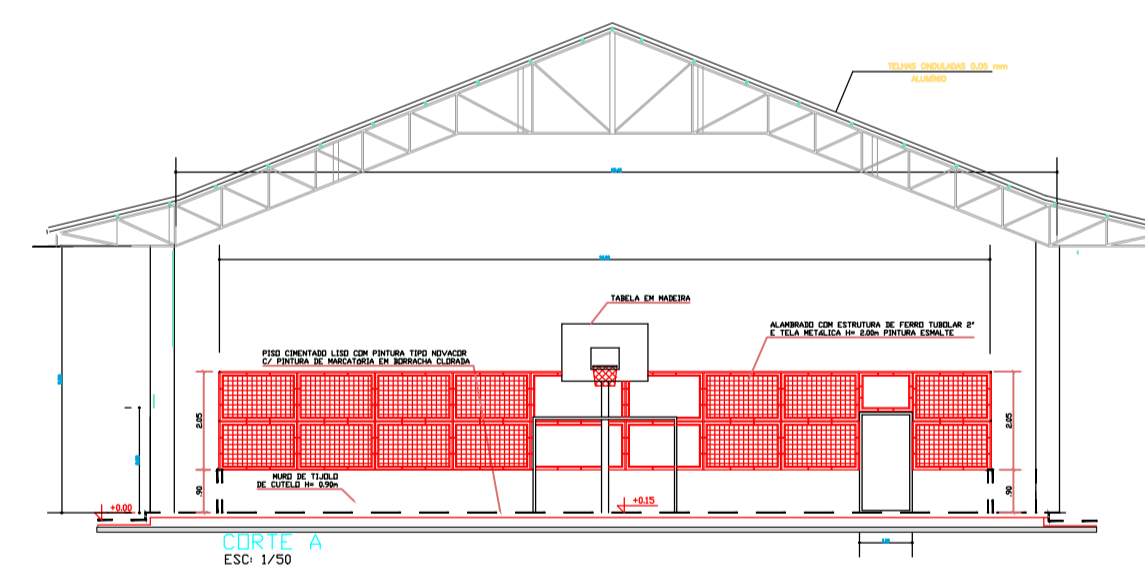 TELHAS ONDULADAS 0.05 mm
ALUMÍNIO
TABELA EM MADEIRA
ALAMBRADO COM ESTRUTURA DE FERRO TUBOLAR 2"
E TELA METÁLICA H= 2.00m PINTURA ESMALTE
PISO CIMENTADO LISO COM PINTURA TIPO NOVACOR
C/ PINTURA DE MARCATÓRIA EM BORRACHA CLORADA
2.05
2.05
MURO DE TIJOLO
DE CUTELO H= 0.90m
.90
.90
+0.00
+0.15
CORTE A
ESC: 1/50